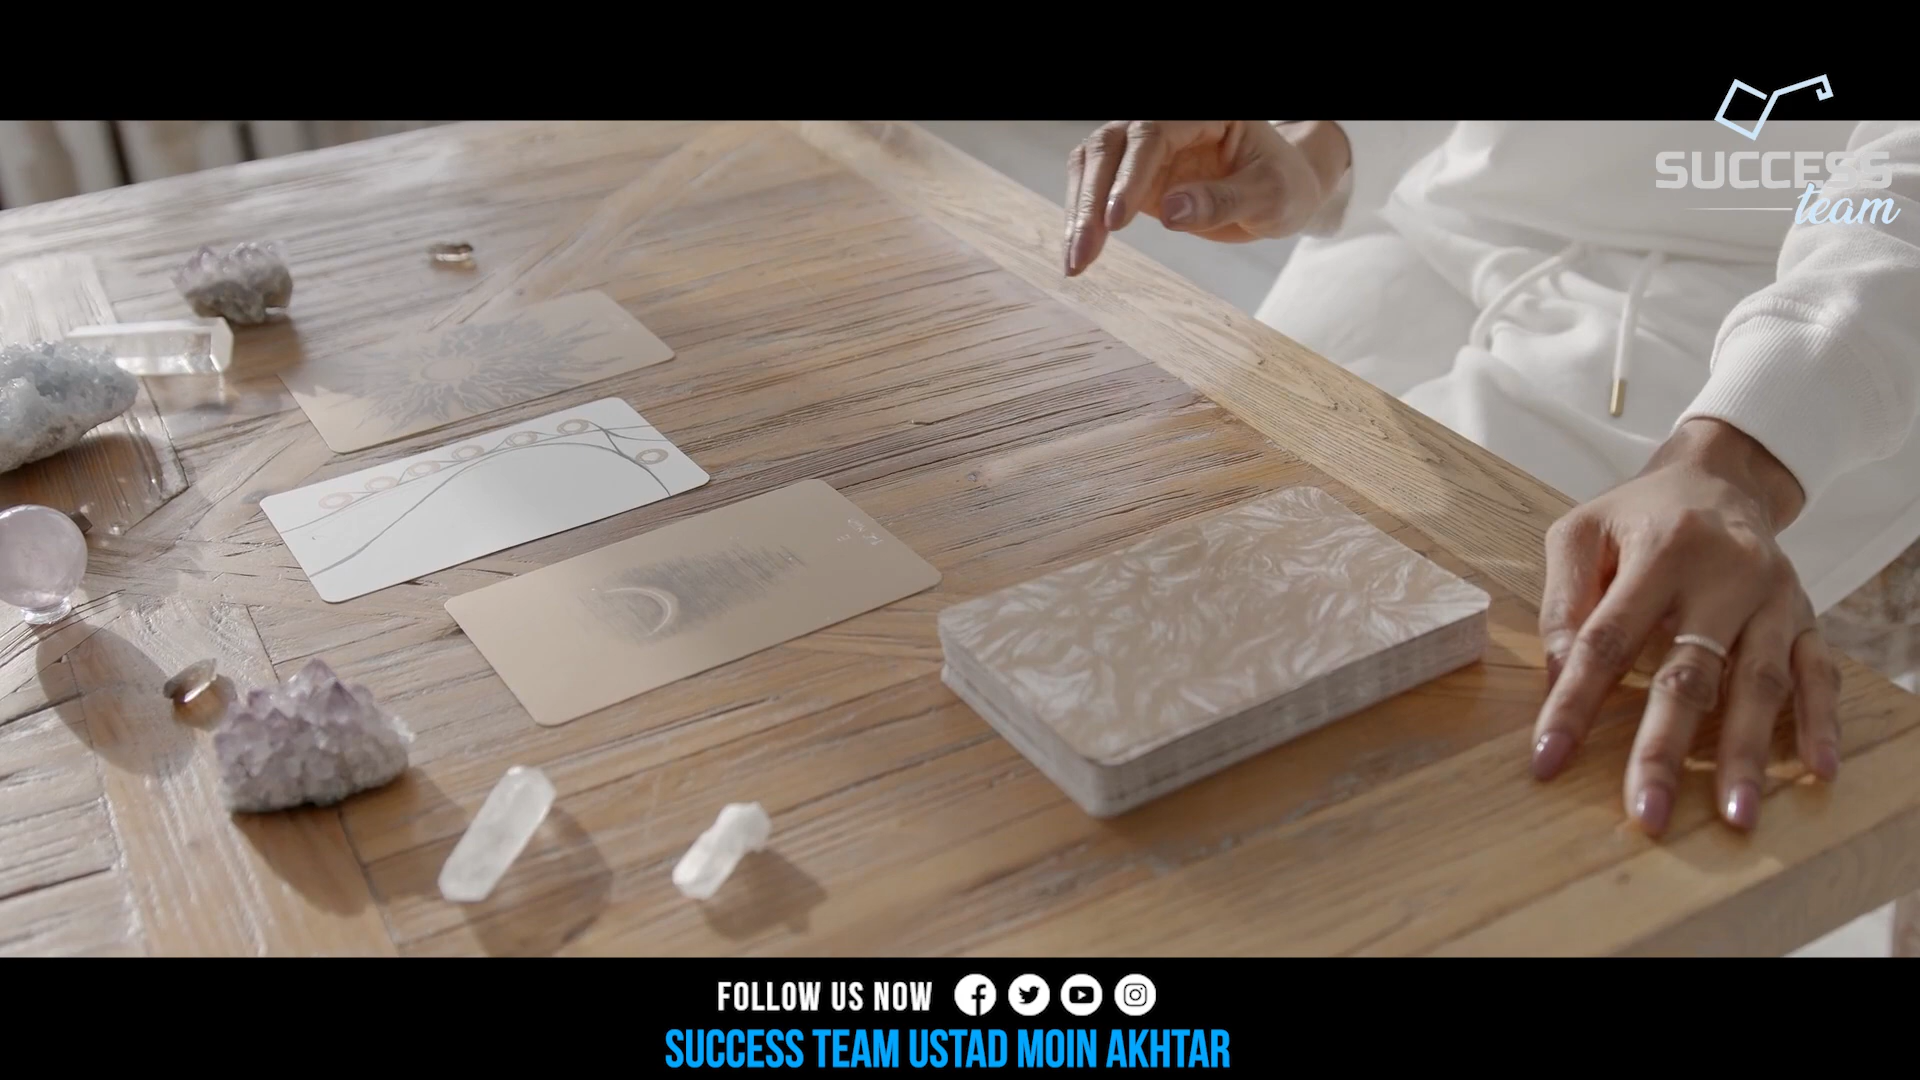 SUCCESS
team
FOLLOW US NOW
SUCCESS TEAM USTAD MOIN AKHTAR